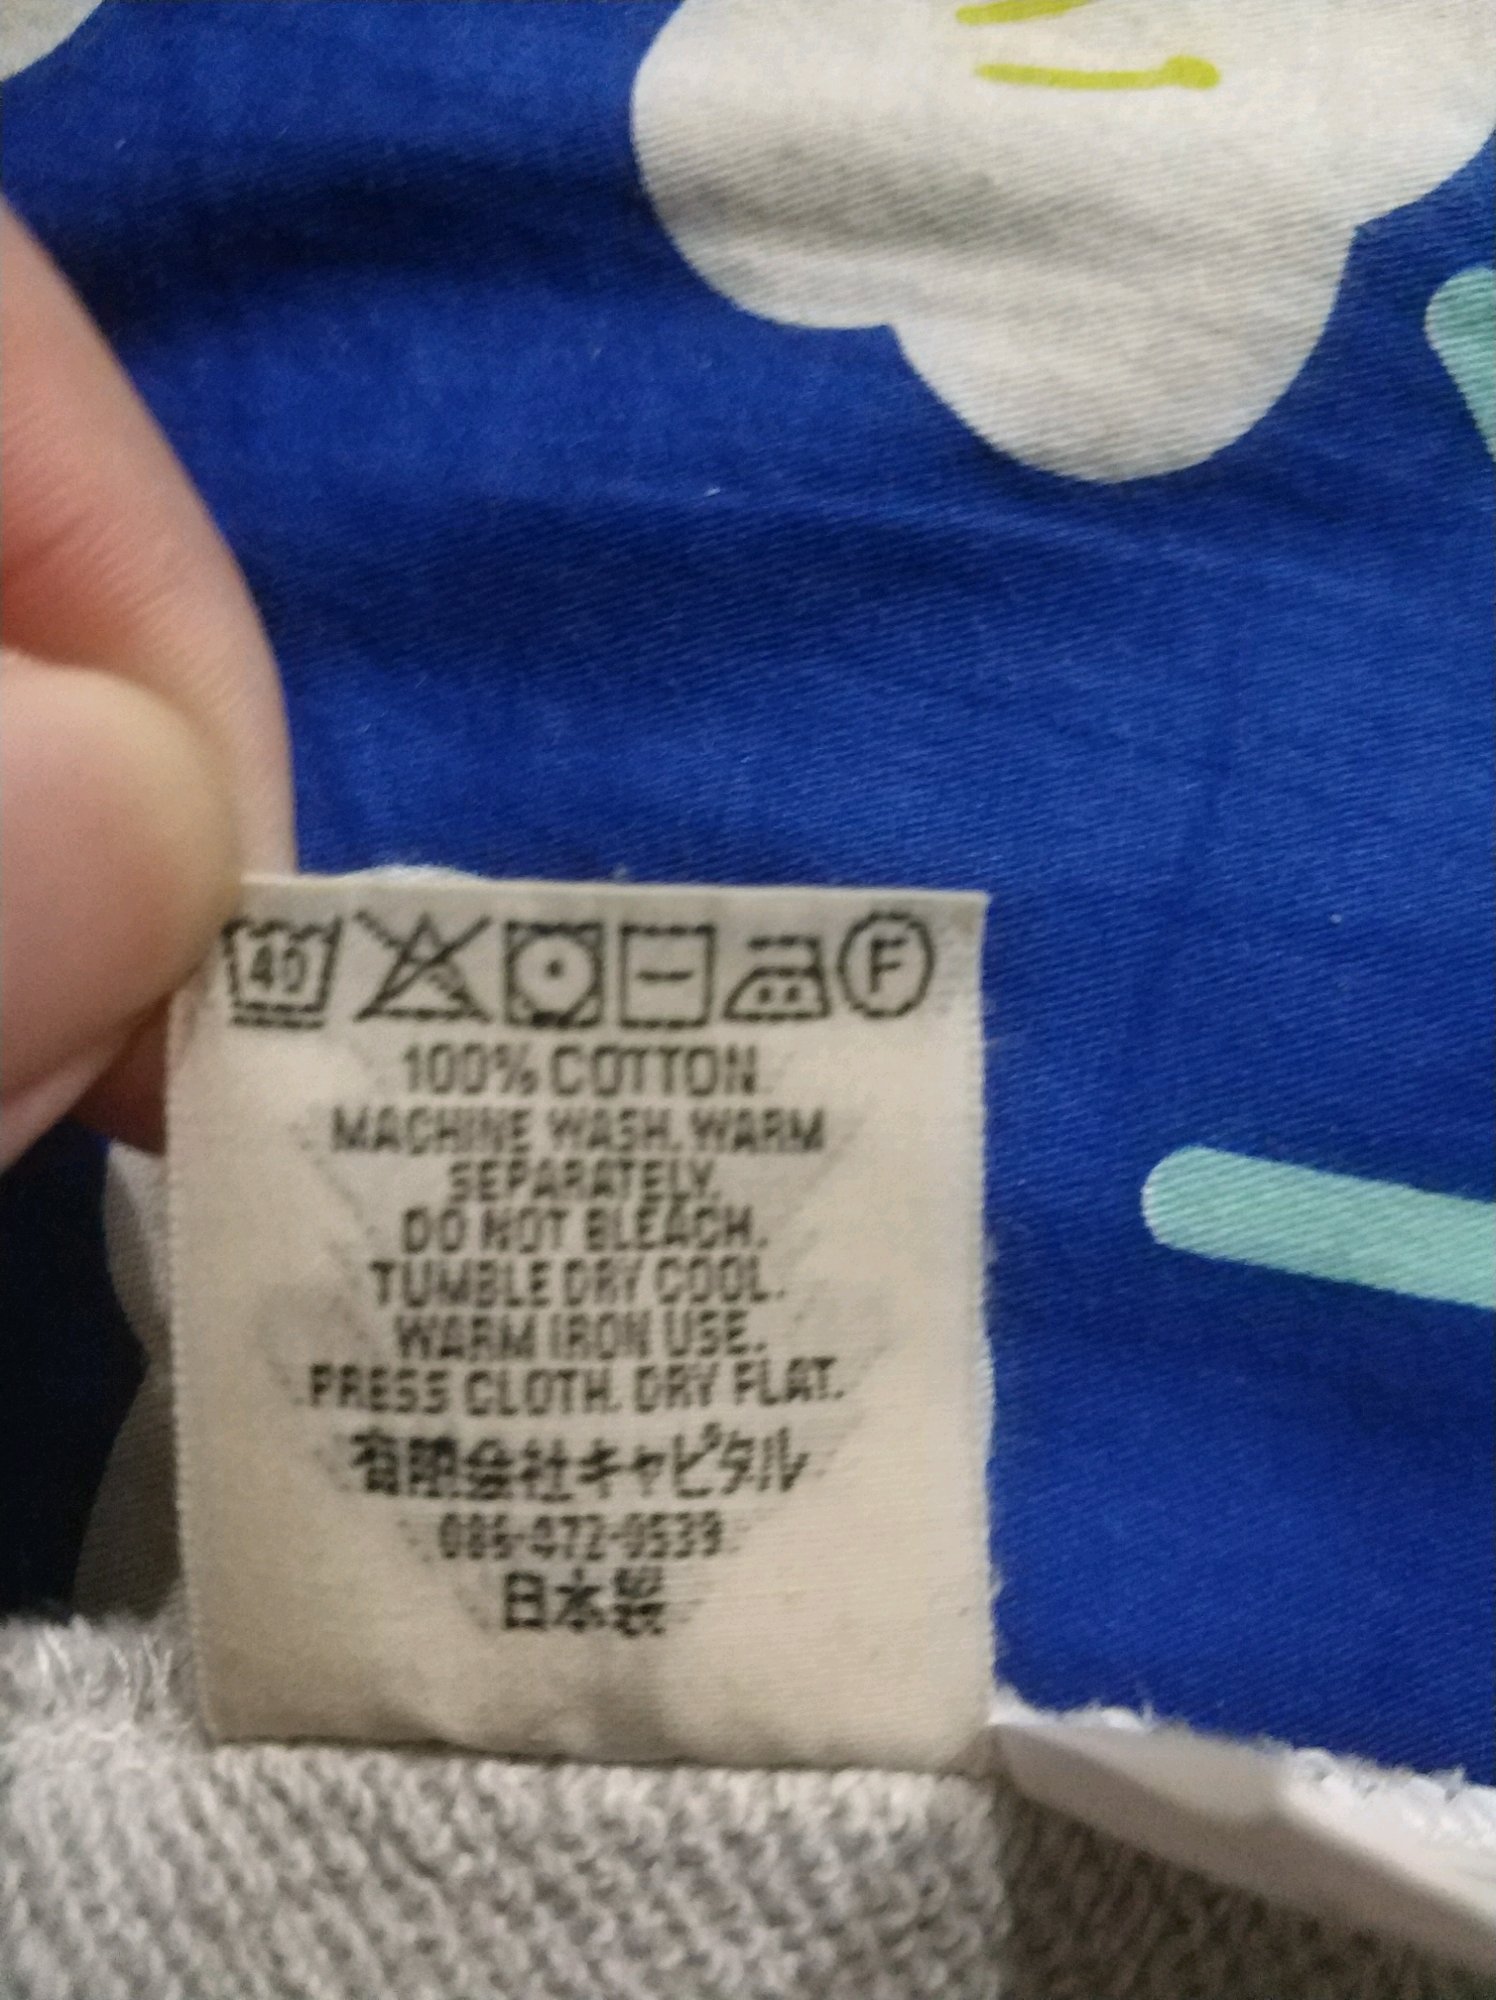 40 F
100% COTTON
MACHINE WASH. WARM
SEPARATELY.
DO NOT BLEACH.
TUMBLE DRY COOL.
WARM IRON USE.
PRESS CLOTH. DRY FLAT.
有限会社キャピタル
086-472-0539
日本製